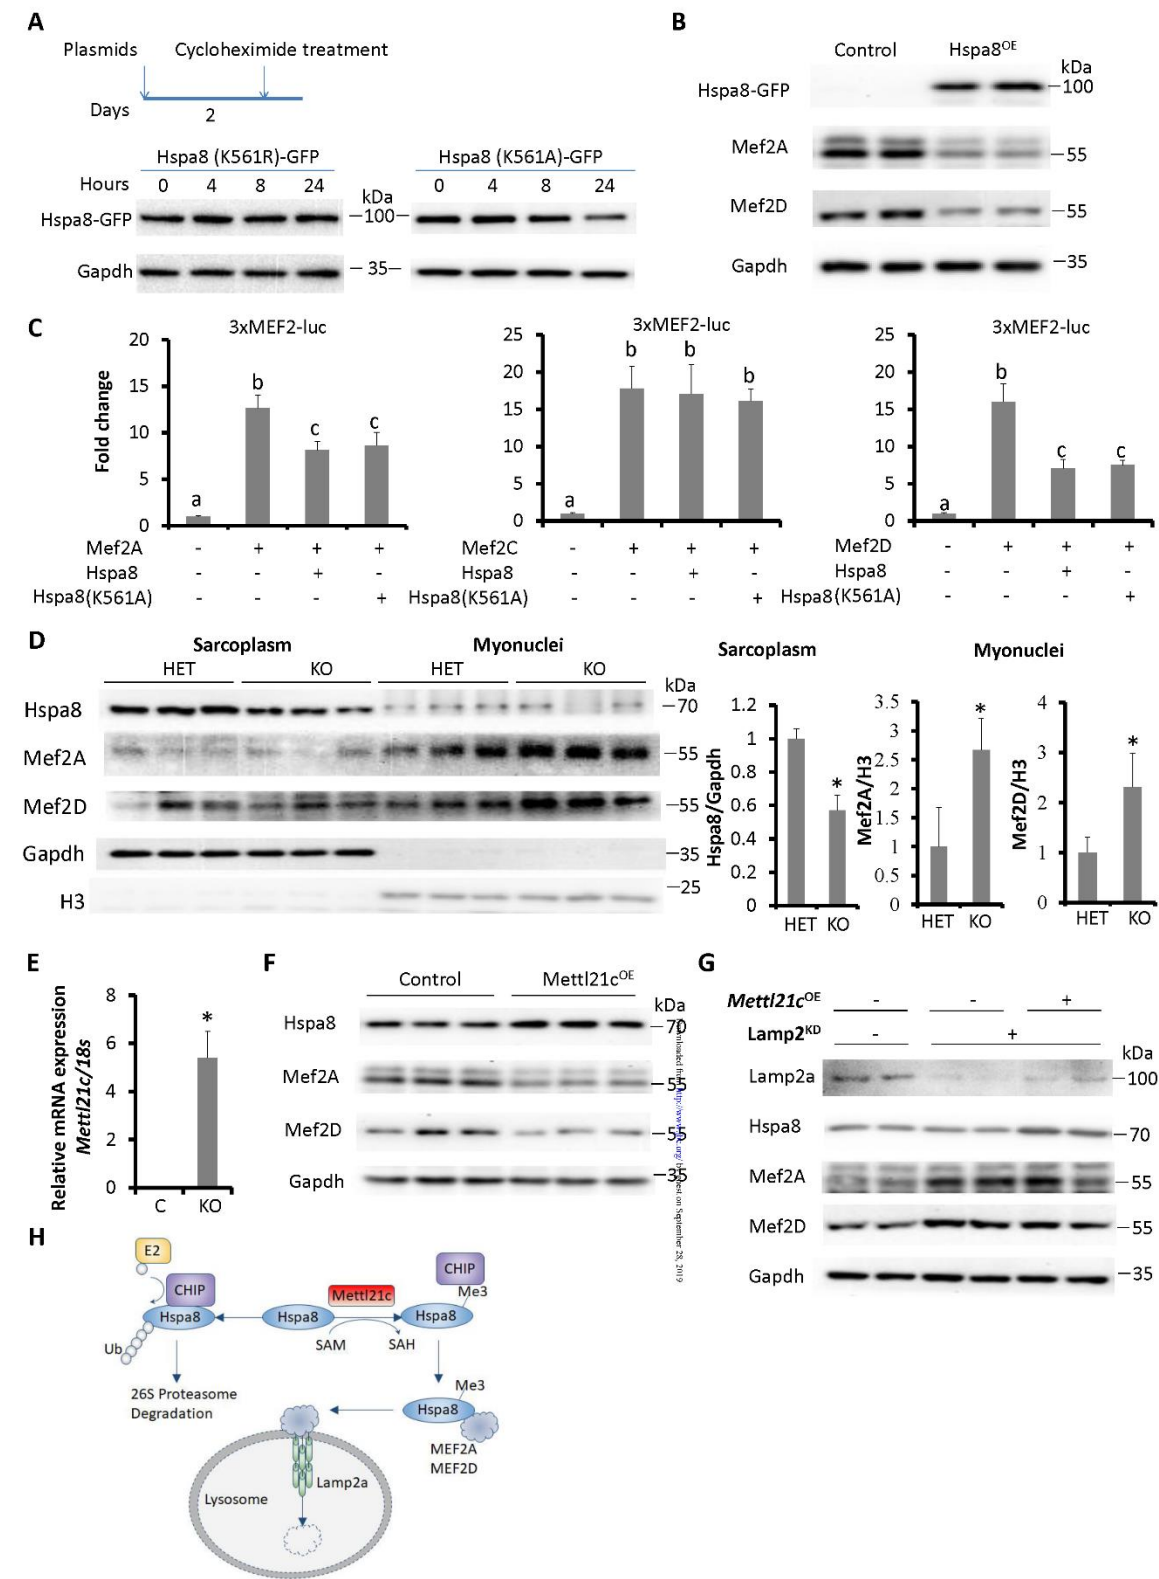 A
Plasmids Cycloheximide treatment
Days 2
Hspa8 (K561R)-GFP Hspa8 (K561A)-GFP
Hours 0 4 8 24 kDa 0 4 8 24
Hspa8-GFP —100—
Gapdh — 35—
B
Control Hspa8OE
kDa
Hspa8-GFP —100
Mef2A —55
Mef2D —55
Gapdh —35
C
3xMEF2-luc
Fold change
20
15
10
5
0
a b c c
Mef2A - + + +
Hspa8 - - + -
Hspa8(K561A) - - - +
3xMEF2-luc
25
20
15
10
5
0
a b b b
Mef2C - + + +
Hspa8 - - + -
Hspa8(K561A) - - - +
3xMEF2-luc
25
20
15
10
5
0
a b c c
Mef2D - + + +
Hspa8 - - + -
Hspa8(K561A) - - - +
D
Sarcoplasm Myonuclei
HET KO HET KO
kDa
Hspa8 —70
Mef2A —55
Mef2D —55
Gapdh —35
H3 —25
Sarcoplasm
Hspa8/Gapdh
1.2
1
0.8
0.6
0.4
0.2
0
*
HET KO
Myonuclei
Mef2A/H3
3.5
3
2.5
2
1.5
1
0.5
0
*
HET KO
Mef2D/H3
4
3
2
1
0
*
HET KO
E
Relative mRNA expression
Mettl21c/18s
8
6
4
2
0
*
C KO
F
Control Mettl21cOE
kDa
Hspa8 —70
Mef2A —55
Mef2D —55
Gapdh —35
G
Mettl21cOE - - +
Lamp2KD - +
kDa
Lamp2a —100
Hspa8 —70
Mef2A —55
Mef2D —55
Gapdh —35
H
E2
CHIP
Hspa8
Ub
26S Proteasome
Degradation
Hspa8
Mettl21c
SAM SAH
CHIP
Me3
Hspa8
Me3
Hspa8
MEF2A
MEF2D
Lamp2a
Lysosome